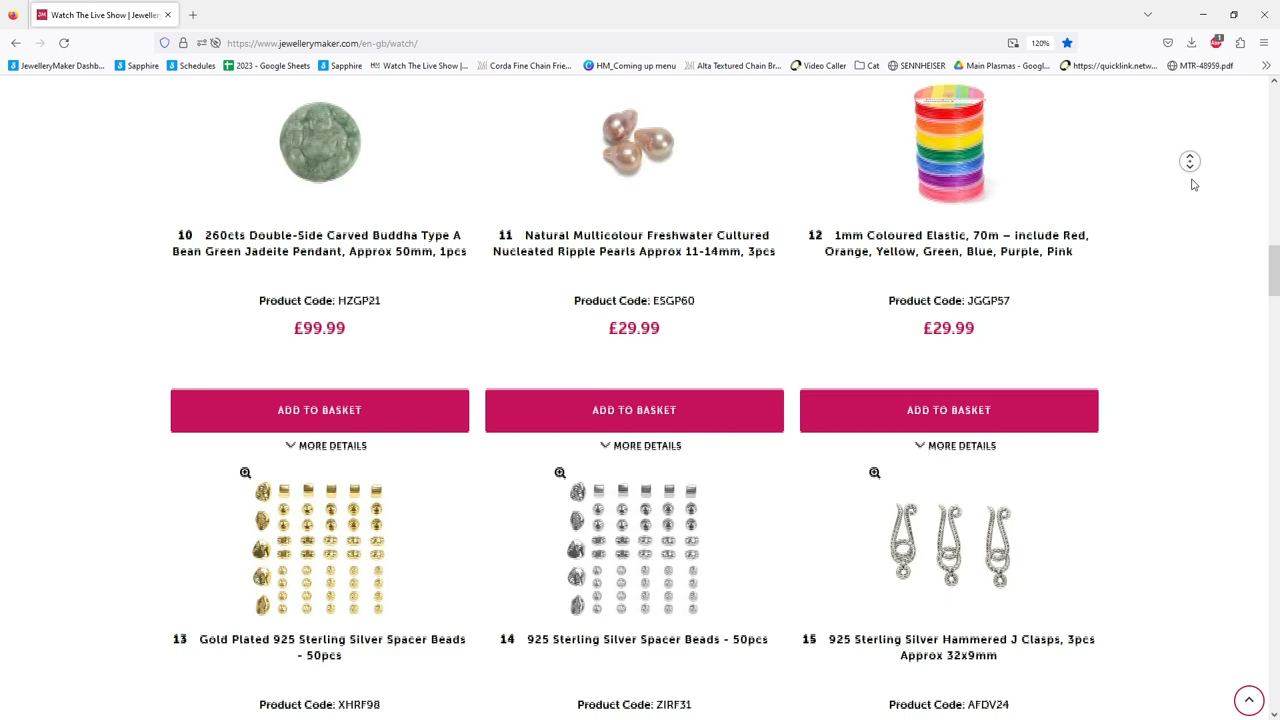 Watch The Live Show | Jeweller
https://www.jewellerymaker.com/en-gb/watch/
120%
1
JewelleryMaker Dashb...
Sapphire
Schedules
2023 - Google Sheets
Sapphire
Watch The Live Show |...
Corda Fine Chain Frie...
HM_Coming up menu
Alta Textured Chain Br...
Video Caller
Cat
SENNHEISER
Main Plasmas - Googl...
https://quicklink.netw...
MTR-48959.pdf
10 260cts Double-Side Carved Buddha Type A
Bean Green Jadeite Pendant, Approx 50mm, 1pcs
Product Code: HZGP21
£99.99
ADD TO BASKET
MORE DETAILS
11 Natural Multicolour Freshwater Cultured
Nucleated Ripple Pearls Approx 11-14mm, 3pcs
Product Code: ESGP60
£29.99
ADD TO BASKET
MORE DETAILS
12 1mm Coloured Elastic, 70m – include Red,
Orange, Yellow, Green, Blue, Purple, Pink
Product Code: JGGP57
£29.99
ADD TO BASKET
MORE DETAILS
13 Gold Plated 925 Sterling Silver Spacer Beads
- 50pcs
Product Code: XHRF98
14 925 Sterling Silver Spacer Beads - 50pcs
Product Code: ZIRF31
15 925 Sterling Silver Hammered J Clasps, 3pcs
Approx 32x9mm
Product Code: AFDV24